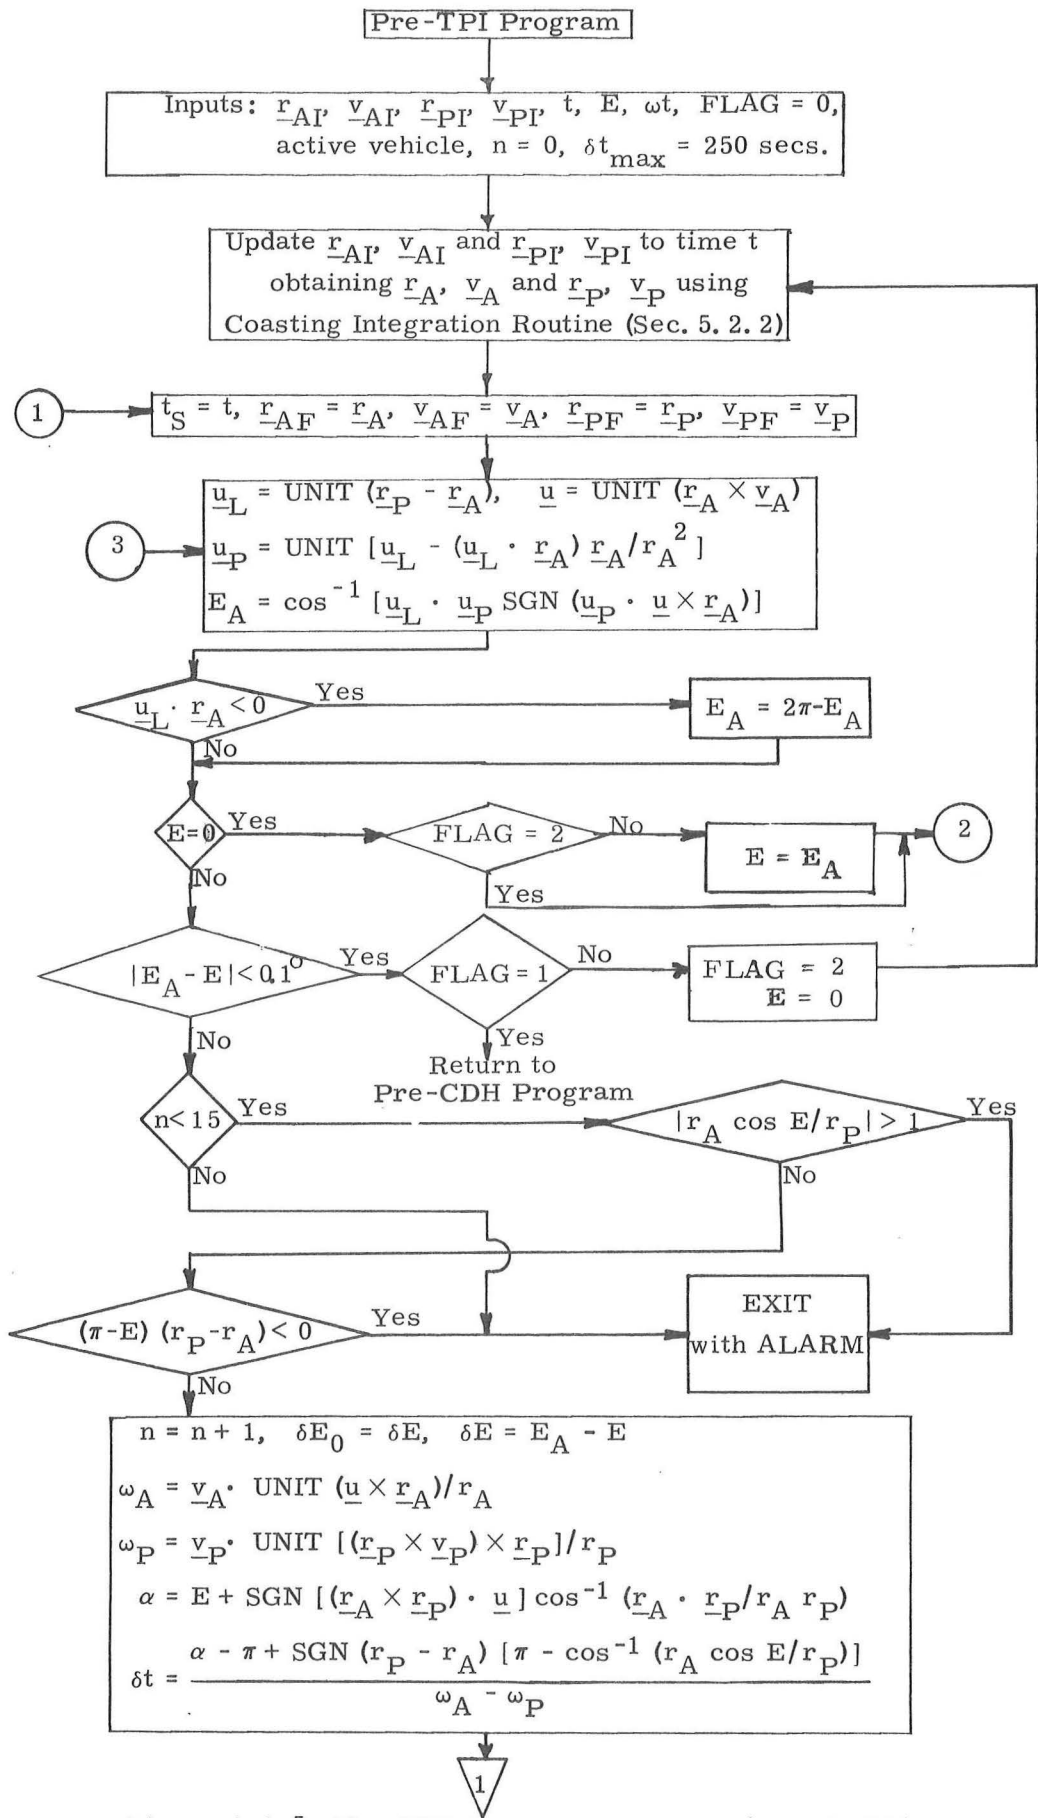 Pre-TPI Program
Inputs: r_AI, v_AI, r_PI, v_PI, t, E, ωt, FLAG = 0,
active vehicle, n = 0, δt_max = 250 secs.
Update r_AI, v_AI and r_PI, v_PI to time t
obtaining r_A, v_A and r_P, v_P using
Coasting Integration Routine (Sec. 5.2.2)
1
t_S = t, r_AF = r_A, v_AF = v_A, r_PF = r_P, v_PF = v_P
u_L = UNIT (r_P - r_A), u = UNIT (r_A × v_A)
3
u_P = UNIT [u_L - (u_L · r_A) r_A/r_A²]
E_A = cos⁻¹ [u_L · u_P SGN (u_P · u × r_A)]
u_L · r_A < 0
Yes
E_A = 2π-E_A
No
E=0
Yes
FLAG = 2
No
E = E_A
2
No
Yes
|E_A - E| < 0.1°
Yes
FLAG = 1
No
FLAG = 2
E = 0
No
Yes
Return to
Pre-CDH Program
n < 15
Yes
|r_A cos E/r_P| > 1
Yes
No
No
(π-E) (r_P-r_A) < 0
Yes
EXIT
with ALARM
No
n = n + 1, δE_0 = δE, δE = E_A - E
ω_A = v_A · UNIT (u × r_A)/r_A
ω_P = v_P · UNIT [(r_P × v_P) × r_P]/r_P
α = E + SGN [(r_A × r_P) · u] cos⁻¹ (r_A · r_P/r_A r_P)
δt = α - π + SGN (r_P - r_A) [π - cos⁻¹ (r_A cos E/r_P)]
ω_A - ω_P
1